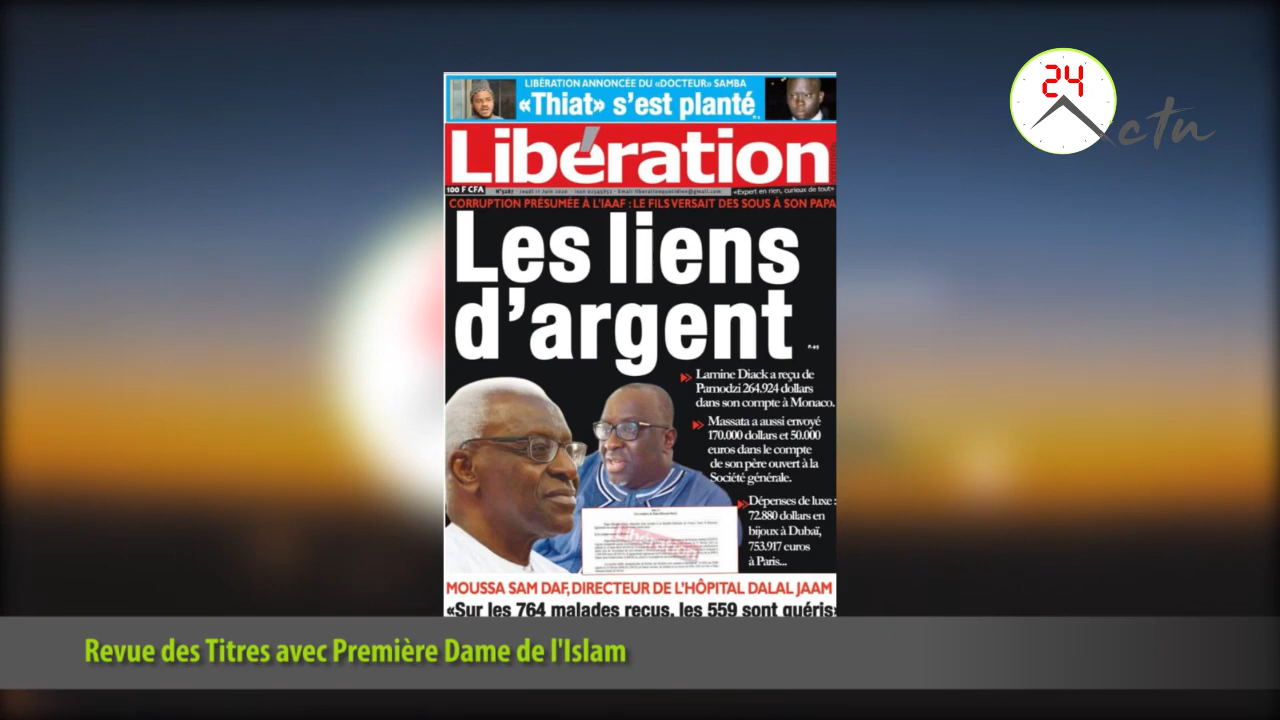 LIBÉRATION ANNONCÉE DU «DOCTEUR» SAMBA
«Thiat» s'est planté
Libération
100 F CFA
«Expert en rien, curieux de tout»
CORRUPTION PRÉSUMÉE À L'IAAF : LE FILS VERSAIT DES SOUS À SON PAPA
Les liens
d'argent
Lamine Diack a reçu de
Pamodzi 264.924 dollars
dans son compte à Monaco.
Massata a aussi envoyé
170.000 dollars et 50.000
euros dans le compte
de son père ouvert à la
Société générale.
Dépenses de luxe :
72.880 dollars en
bijoux à Dubaï,
753.917 euros
à Paris...
MOUSSA SAM DAF, DIRECTEUR DE L'HÔPITAL DALAL JAAM
«Sur les 764 malades reçus, les 559 sont guéris»
24
Actu
Revue des Titres avec Première Dame de l'Islam